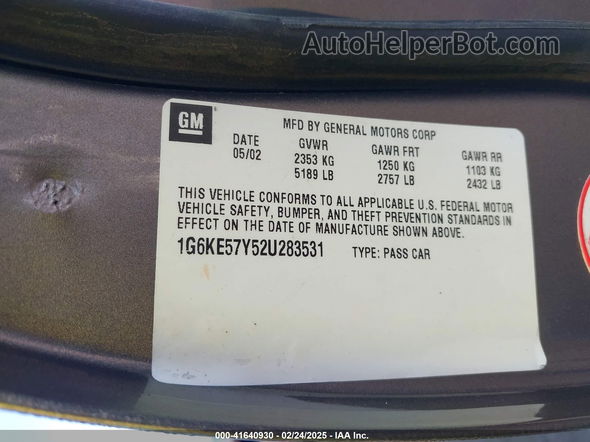 AutoHelperBot.com
GM
MFD BY GENERAL MOTORS CORP
DATE GVWR GAWR FRT GAWR RR
05/02 2353 KG 1250 KG 1103 KG
5189 LB 2757 LB 2432 LB
THIS VEHICLE CONFORMS TO ALL APPLICABLE U.S. FEDERAL MOTOR
VEHICLE SAFETY, BUMPER, AND THEFT PREVENTION STANDARDS IN
EFFECT ON THE DATE OF MANUFACTURE SHOWN ABOVE.
1G6KE57Y52U283531 TYPE: PASS CAR
000-41640930 - 02/24/2025 - IAA Inc.